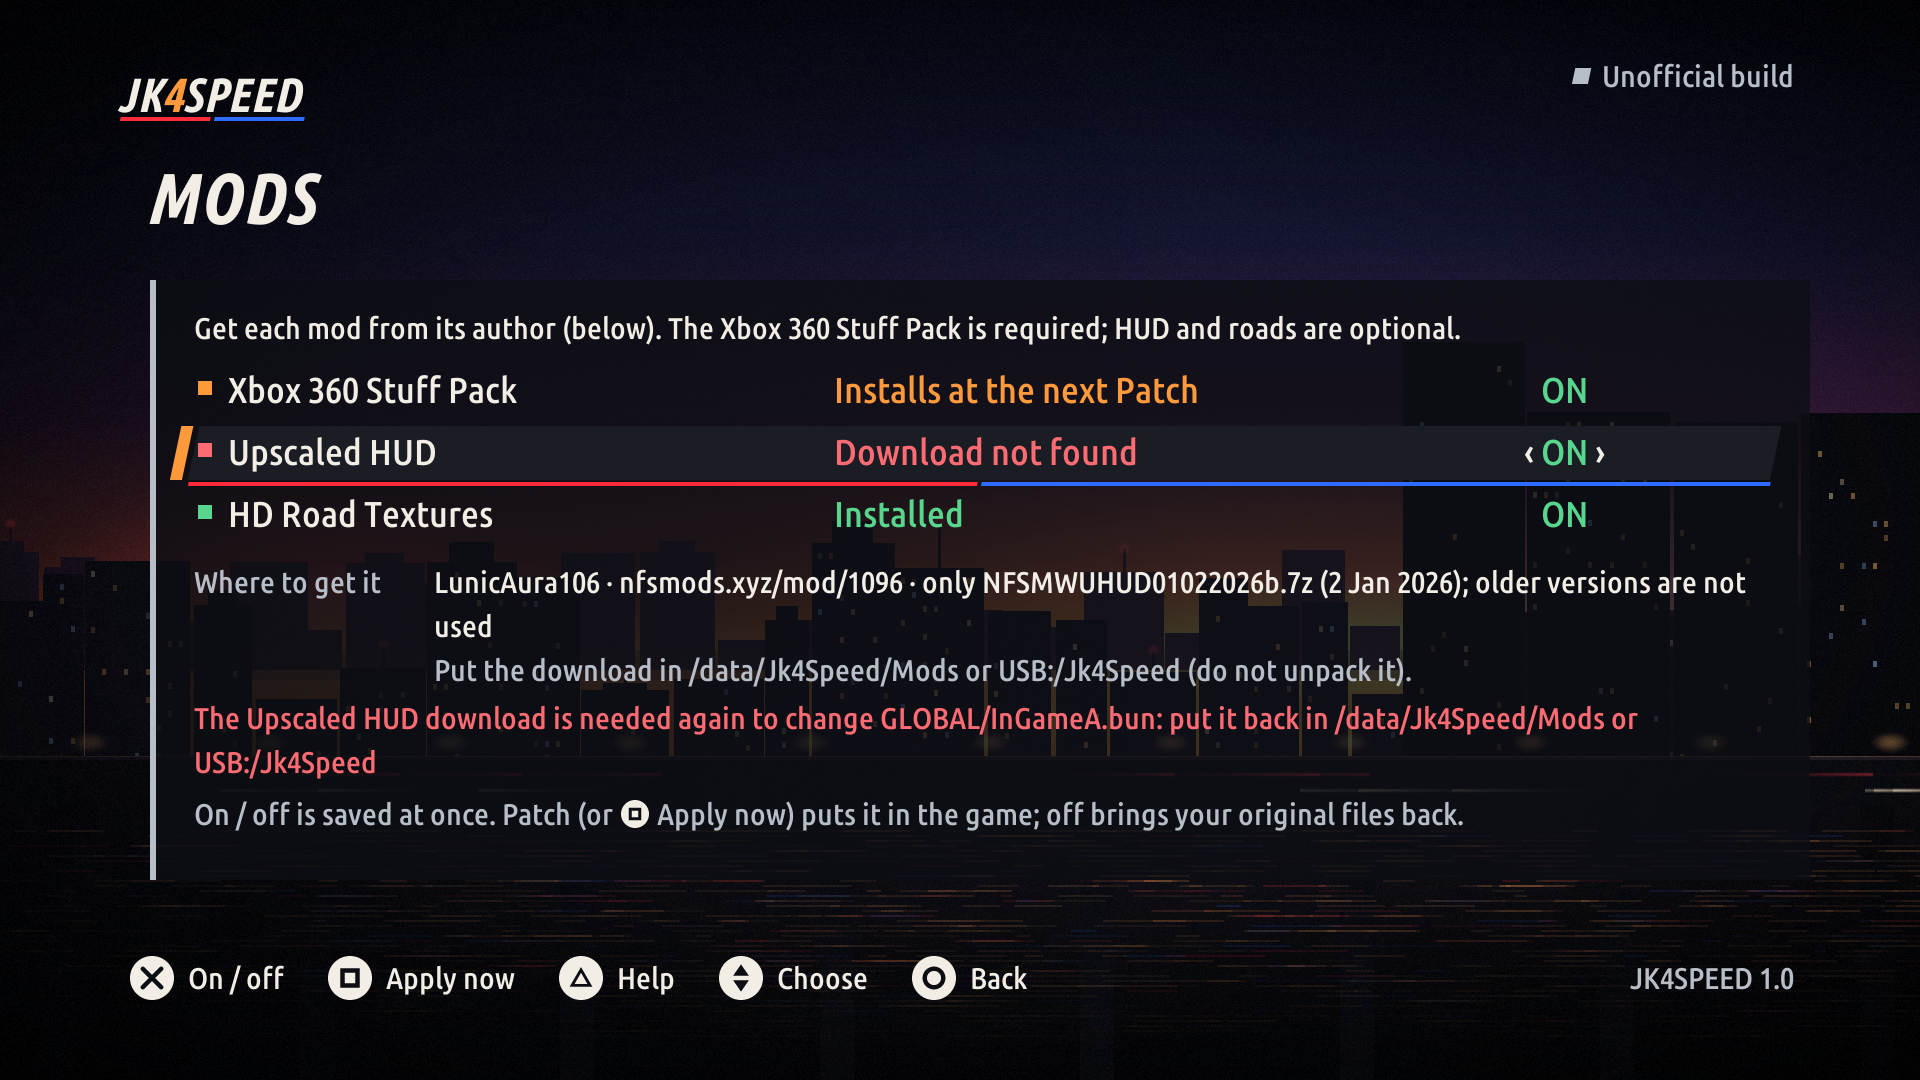 JK4SPEED
Unofficial build
MODS
Get each mod from its author (below). The Xbox 360 Stuff Pack is required; HUD and roads are optional.
Xbox 360 Stuff Pack Installs at the next Patch ON
Upscaled HUD Download not found ‹ ON ›
HD Road Textures Installed ON
Where to get it LunicAura106 · nfsmods.xyz/mod/1096 · only NFSMWUHUD01022026b.7z (2 Jan 2026); older versions are not
used
Put the download in /data/Jk4Speed/Mods or USB:/Jk4Speed (do not unpack it).
The Upscaled HUD download is needed again to change GLOBAL/InGameA.bun: put it back in /data/Jk4Speed/Mods or
USB:/Jk4Speed
On / off is saved at once. Patch (or Apply now) puts it in the game; off brings your original files back.
On / off Apply now Help Choose Back JK4SPEED 1.0